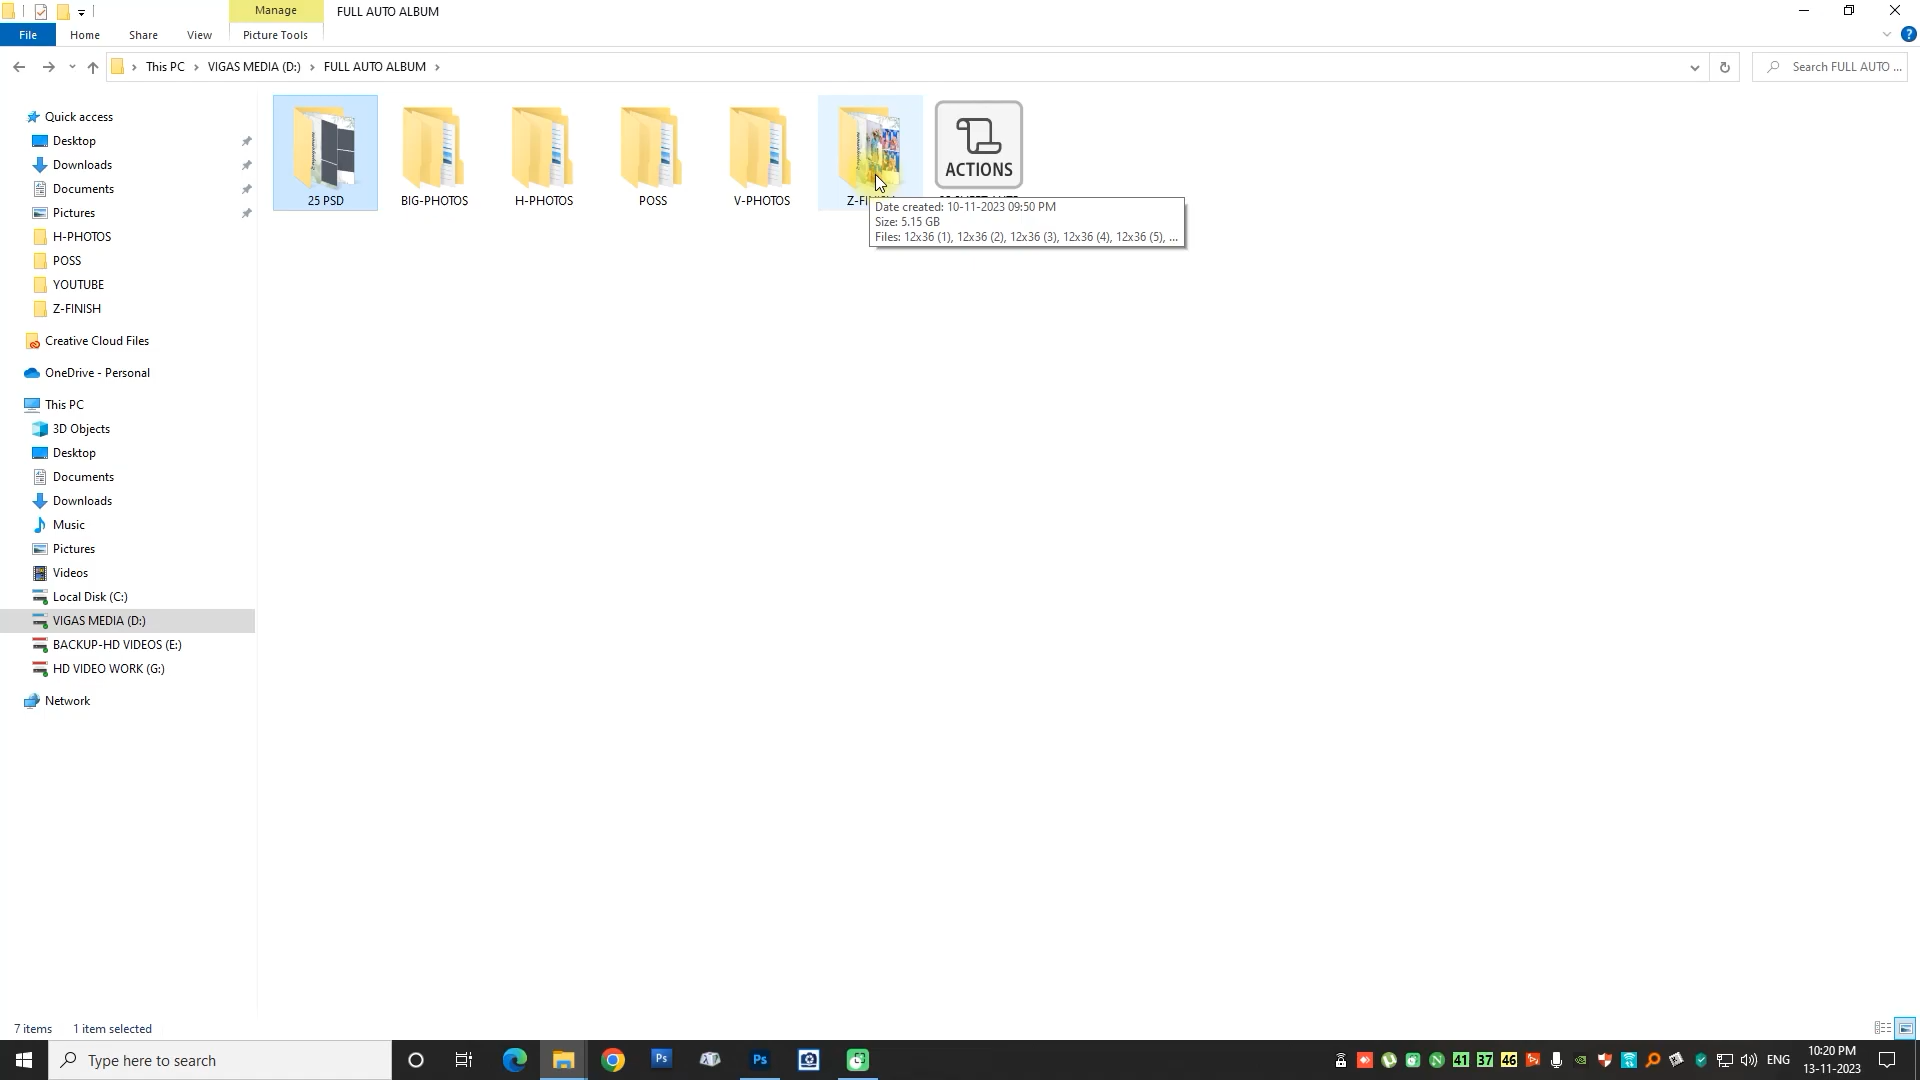 Manage
FULL AUTO ALBUM
File
Home
Share
View
Picture Tools
This PC
VIGAS MEDIA (D:)
FULL AUTO ALBUM
Search FULL AUTO ...
Quick access
Desktop
Downloads
Documents
Pictures
H-PHOTOS
POSS
YOUTUBE
Z-FINISH
Creative Cloud Files
OneDrive - Personal
This PC
3D Objects
Desktop
Documents
Downloads
Music
Pictures
Videos
Local Disk (C:)
VIGAS MEDIA (D:)
BACKUP-HD VIDEOS (E:)
HD VIDEO WORK (G:)
Network
ACTIONS
25 PSD
BIG-PHOTOS
H-PHOTOS
POSS
V-PHOTOS
Date created: 10-11-2023 09:50 PM
Size: 5.15 GB
Files: 12x36 (1), 12x36 (2), 12x36 (3), 12x36 (4), 12x36 (5), ...
7 items
1 item selected
Type here to search
Ps
Ps
41
37
46
ENG
10:20 PM
13-11-2023